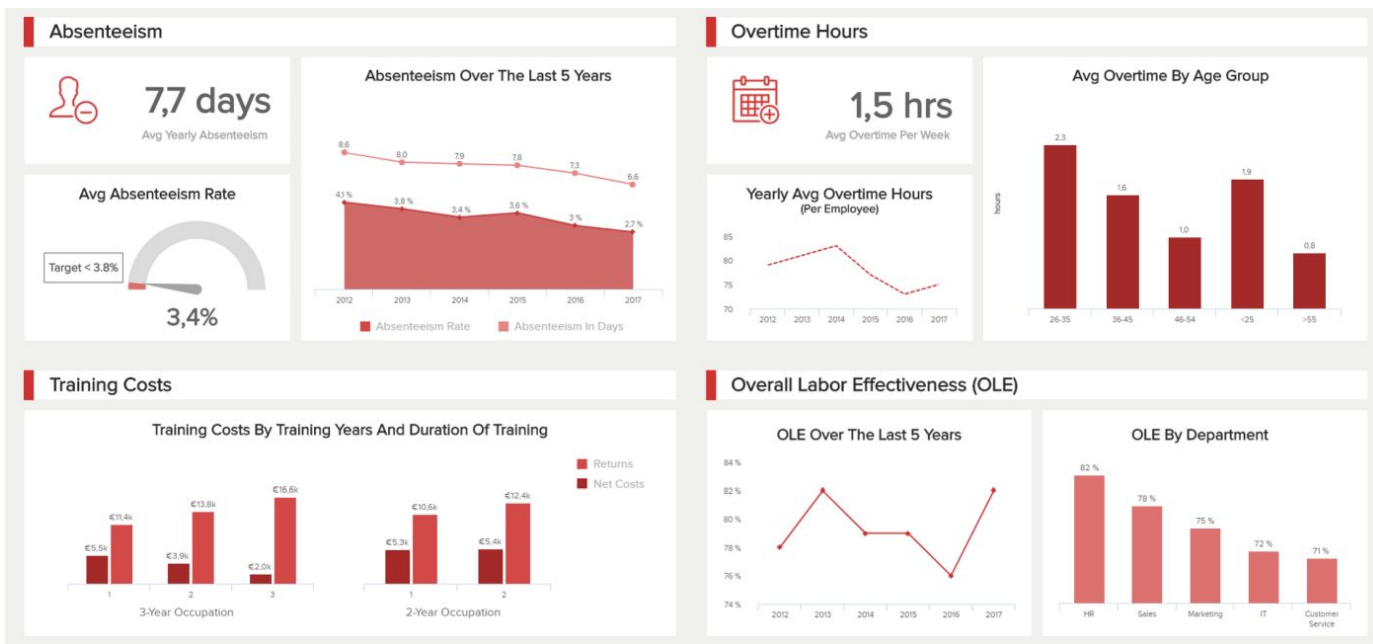 Absenteeism
7,7 days
Avg Yearly Absenteeism
Avg Absenteeism Rate
Target < 3.8%
3,4%
Absenteeism Over The Last 5 Years
8,6
8,0
7,9
7,8
7,3
6,6
4,1 %
3,8 %
3,4 %
3,6 %
3 %
2,7 %
2012
2013
2014
2015
2016
2017
Absenteeism Rate
Absenteeism In Days
Overtime Hours
1,5 hrs
Avg Overtime Per Week
Yearly Avg Overtime Hours
(Per Employee)
85
80
75
70
2012
2013
2014
2015
2016
2017
Avg Overtime By Age Group
hours
2,3
1,6
1,0
1,9
0,8
26-35
36-45
46-54
<25
>55
Training Costs
Training Costs By Training Years And Duration Of Training
Returns
Net Costs
€5,5k
€11,4k
€3,9k
€13,8k
€2,0k
€16,6k
1
2
3
3-Year Occupation
€5,3k
€10,6k
€5,4k
€12,4k
1
2
2-Year Occupation
Overall Labor Effectiveness (OLE)
OLE Over The Last 5 Years
84 %
82 %
80 %
78 %
76 %
74 %
2012
2013
2014
2015
2016
2017
OLE By Department
82 %
78 %
75 %
72 %
71 %
HR
Sales
Marketing
IT
Customer
Service